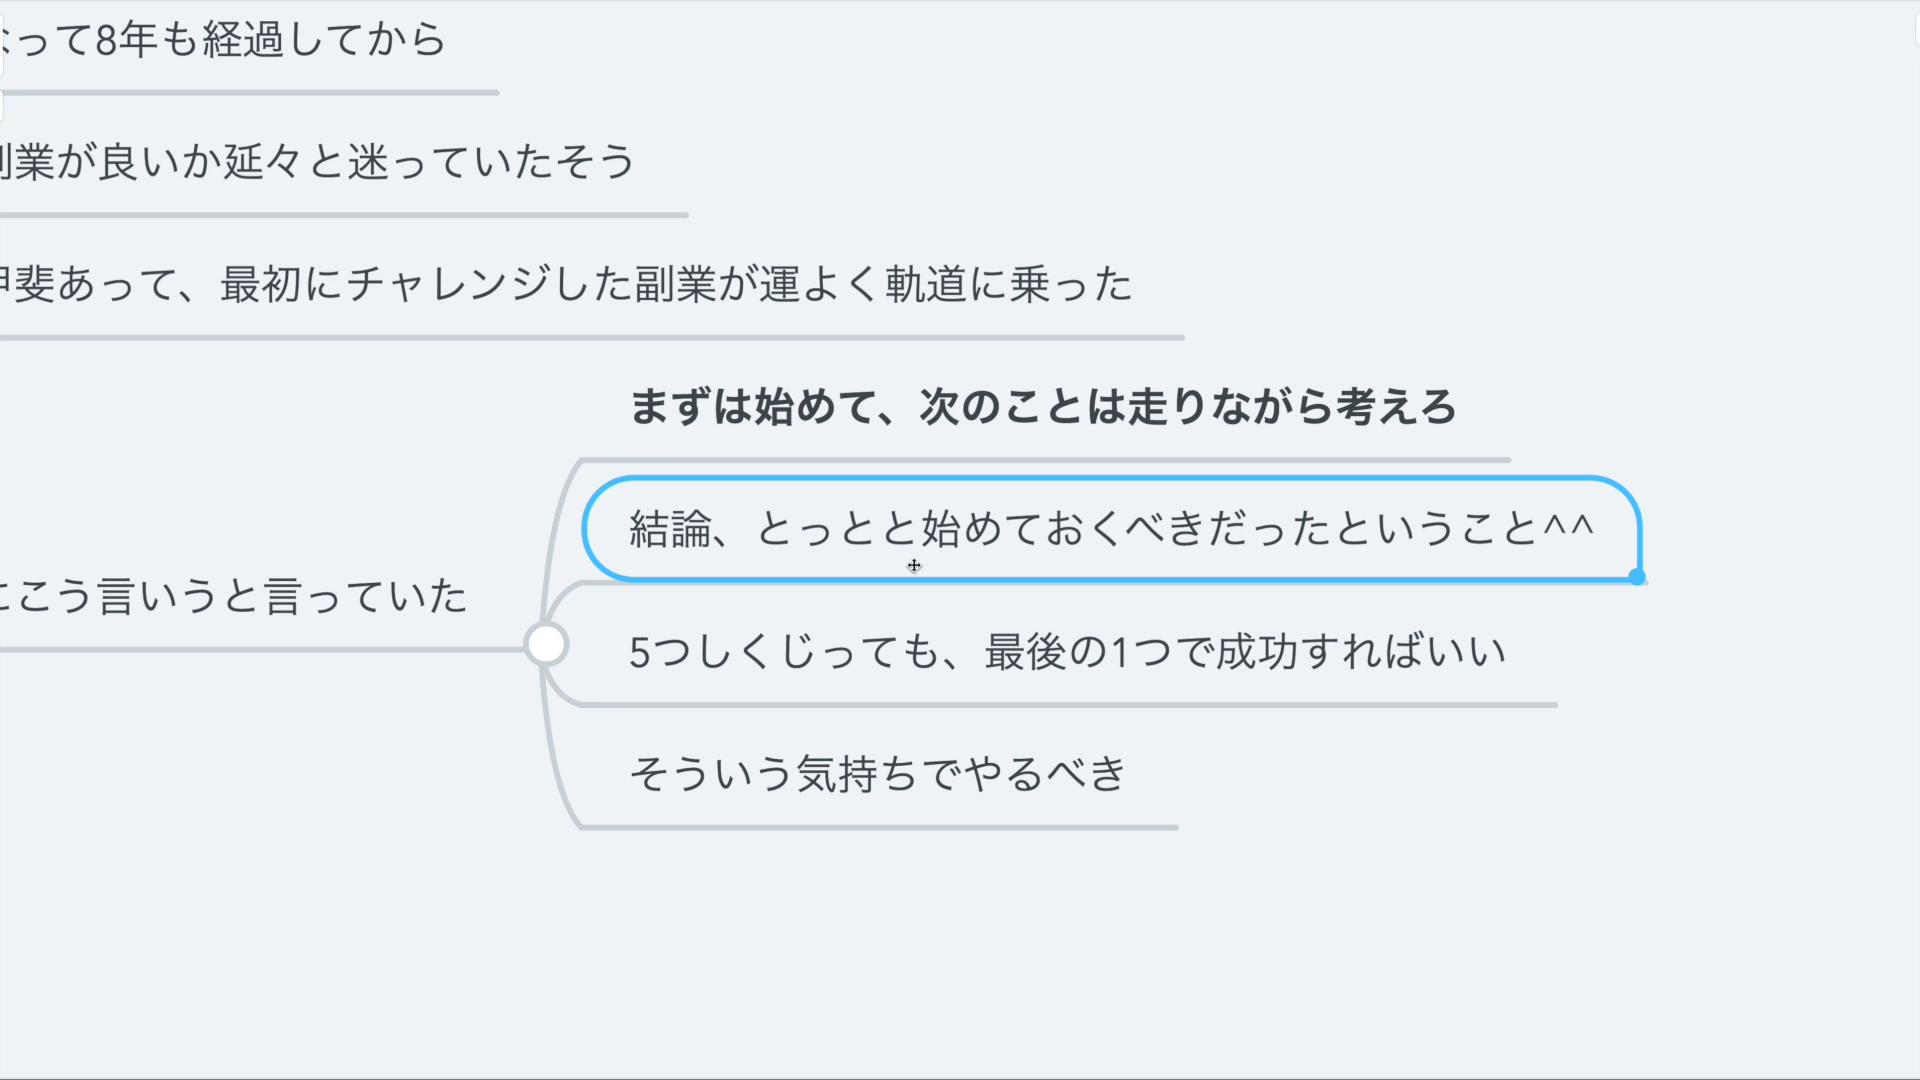 って8年も経過してから
業が良いか延々と迷っていたそう
斐あって、最初にチャレンジした副業が運よく軌道に乗った
まずは始めて、次のことは走りながら考えろ
結論、とっとと始めておくべきだったということ^^
こう言いうと言っていた
5つしくじっても、最後の1つで成功すればいい
そういう気持ちでやるべき